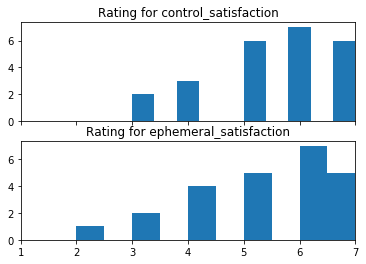 Rating for control_satisfaction
6
4
2
0
Rating for ephemeral_satisfaction
6
4
2
0
1 2 3 4 5 6 7